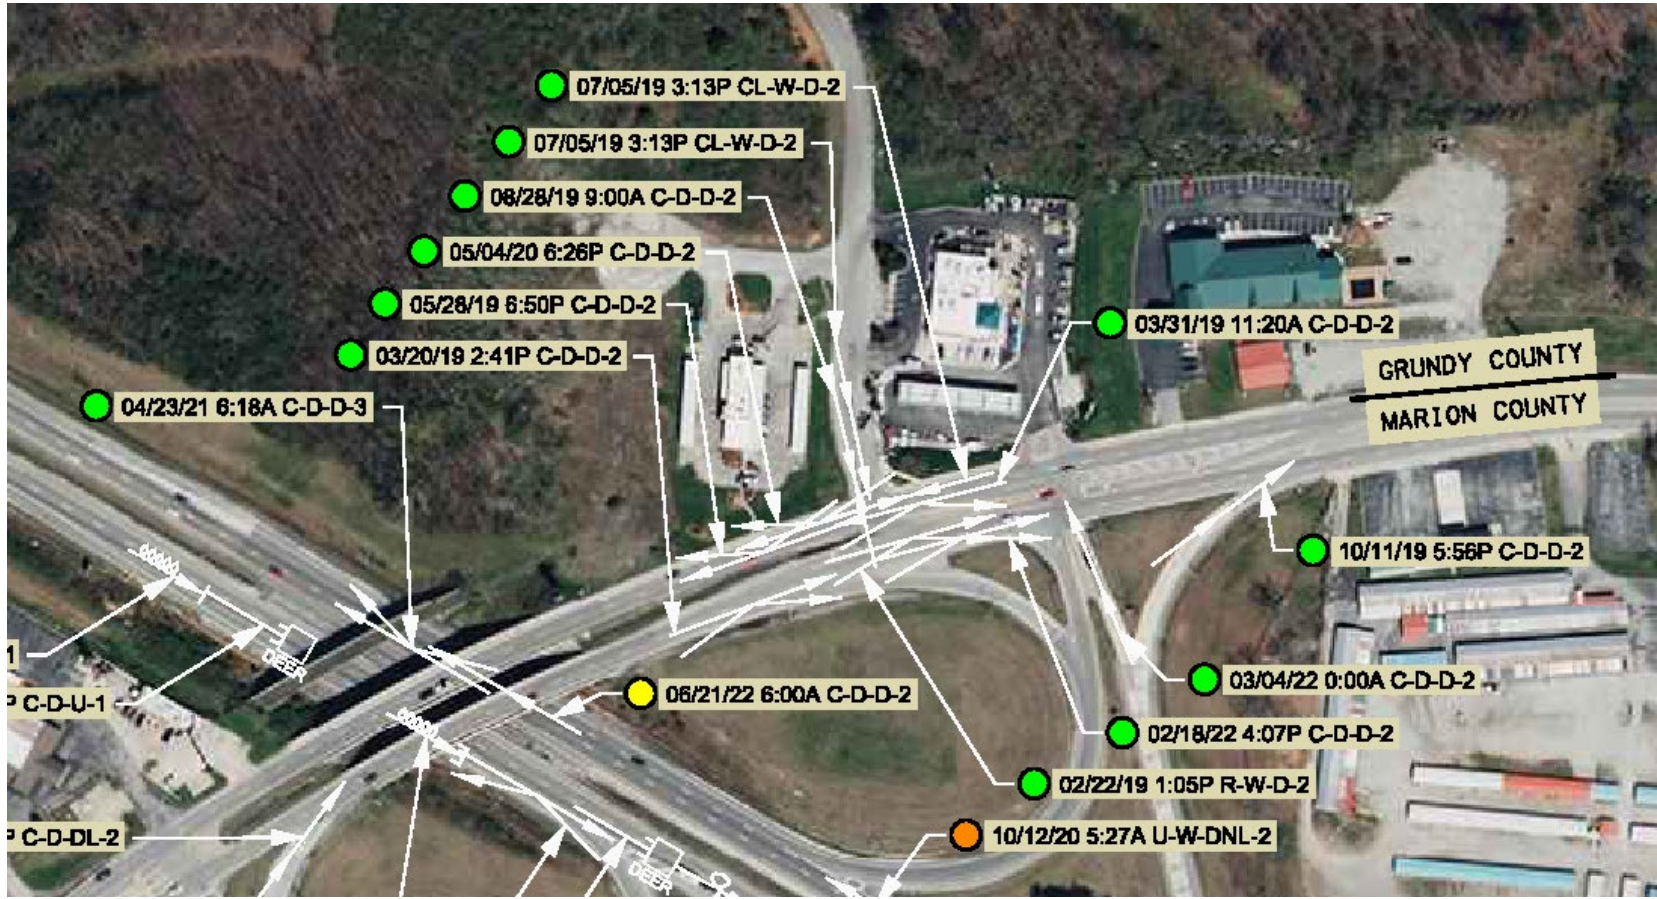 07/05/19 3:13P CL-W-D-2
07/05/19 3:13P CL-W-D-2
08/28/19 9:00A C-D-D-2
05/04/20 6:26P C-D-D-2
05/28/19 6:50P C-D-D-2
03/31/19 11:20A C-D-D-2
03/20/19 2:41P C-D-D-2
GRUNDY COUNTY
MARION COUNTY
04/23/21 6:18A C-D-D-3
10/11/19 5:56P C-D-D-2
DEER
1
P C-D-U-1
06/21/22 6:00A C-D-D-2
03/04/22 0:00A C-D-D-2
02/18/22 4:07P C-D-D-2
02/22/19 1:05P R-W-D-2
P C-D-DL-2
10/12/20 5:27A U-W-DNL-2
DEER